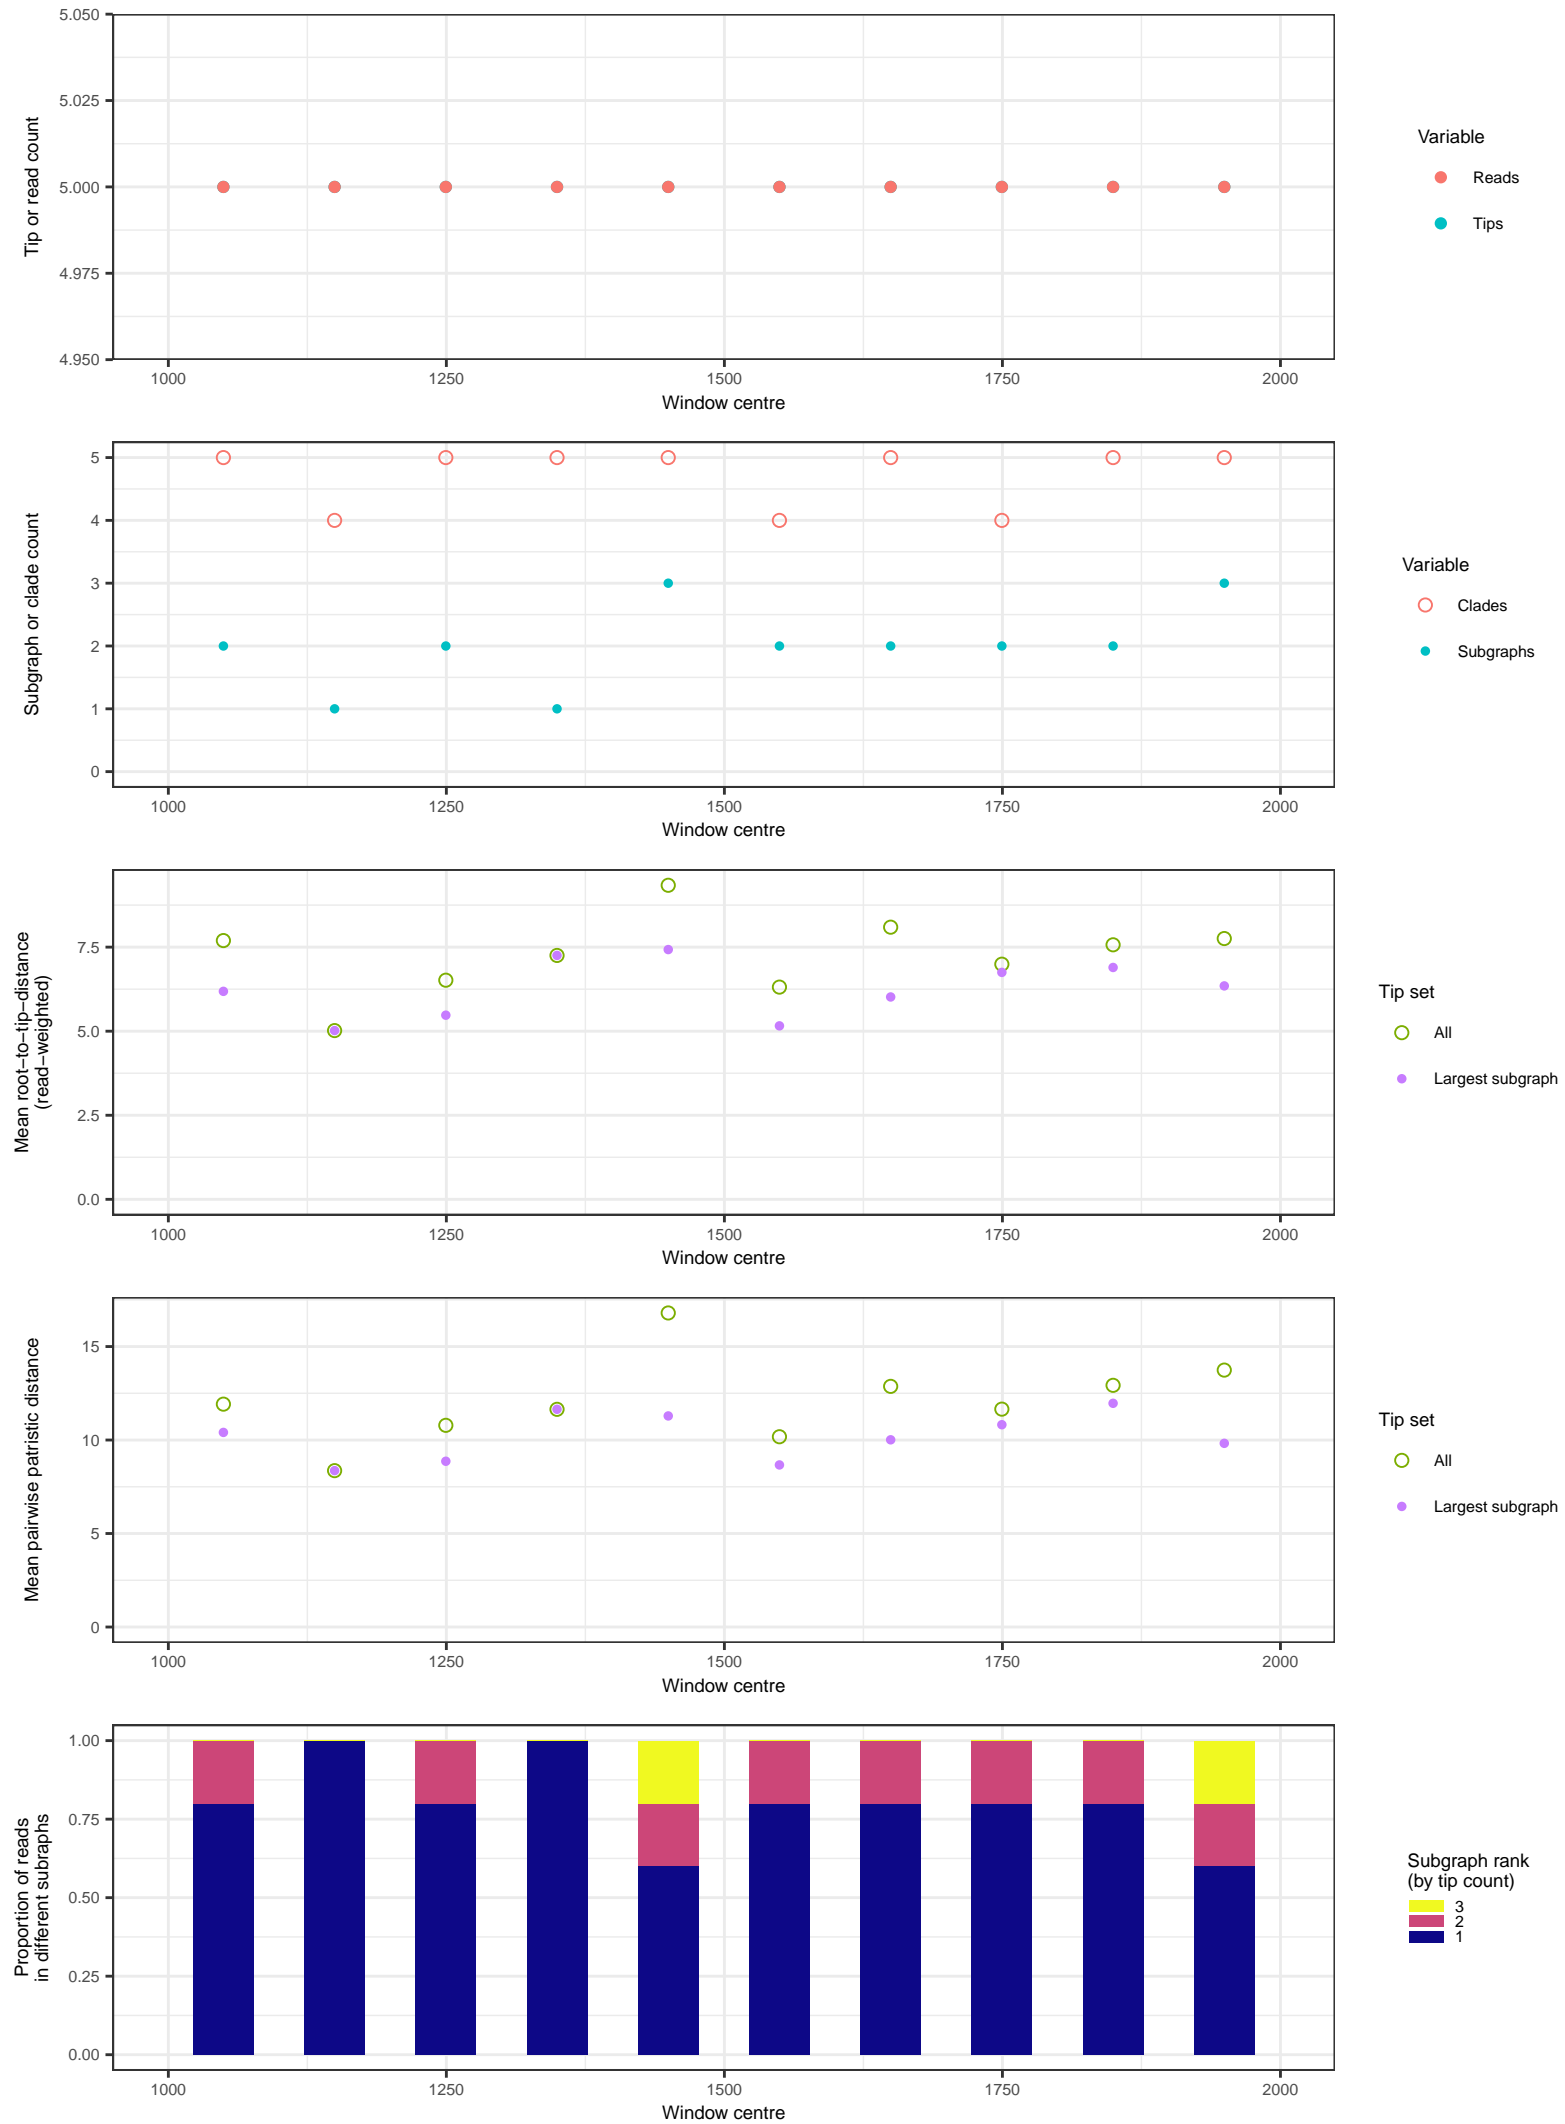 5.050
5.025
5.000
4.975
4.950
Tip or read count
1000 1250 1500 1750 2000
Window centre
Variable
Reads
Tips
5
4
3
2
1
0
Subgraph or clade count
1000 1250 1500 1750 2000
Window centre
Variable
Clades
Subgraphs
7.5
5.0
2.5
0.0
Mean root−to−tip−distance
(read−weighted)
1000 1250 1500 1750 2000
Window centre
Tip set
All
Largest subgraph
15
10
5
0
Mean pairwise patristic distance
1000 1250 1500 1750 2000
Window centre
Tip set
All
Largest subgraph
1.00
0.75
0.50
0.25
0.00
Proportion of reads
in different subraphs
1000 1250 1500 1750 2000
Window centre
Subgraph rank
(by tip count)
3
2
1